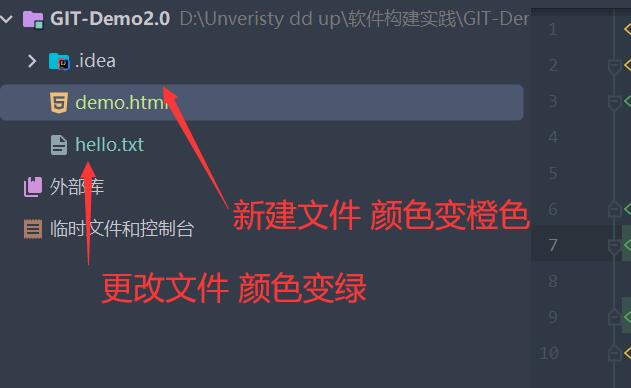 GIT-Demo2.0 D:\Unveristy dd up\软件构建实践\GIT-Der
.idea
demo.html
hello.txt
外部库
临时文件和控制台
新建文件 颜色变橙色
更改文件 颜色变绿
1
2
3
4
5
6
7
8
9
10